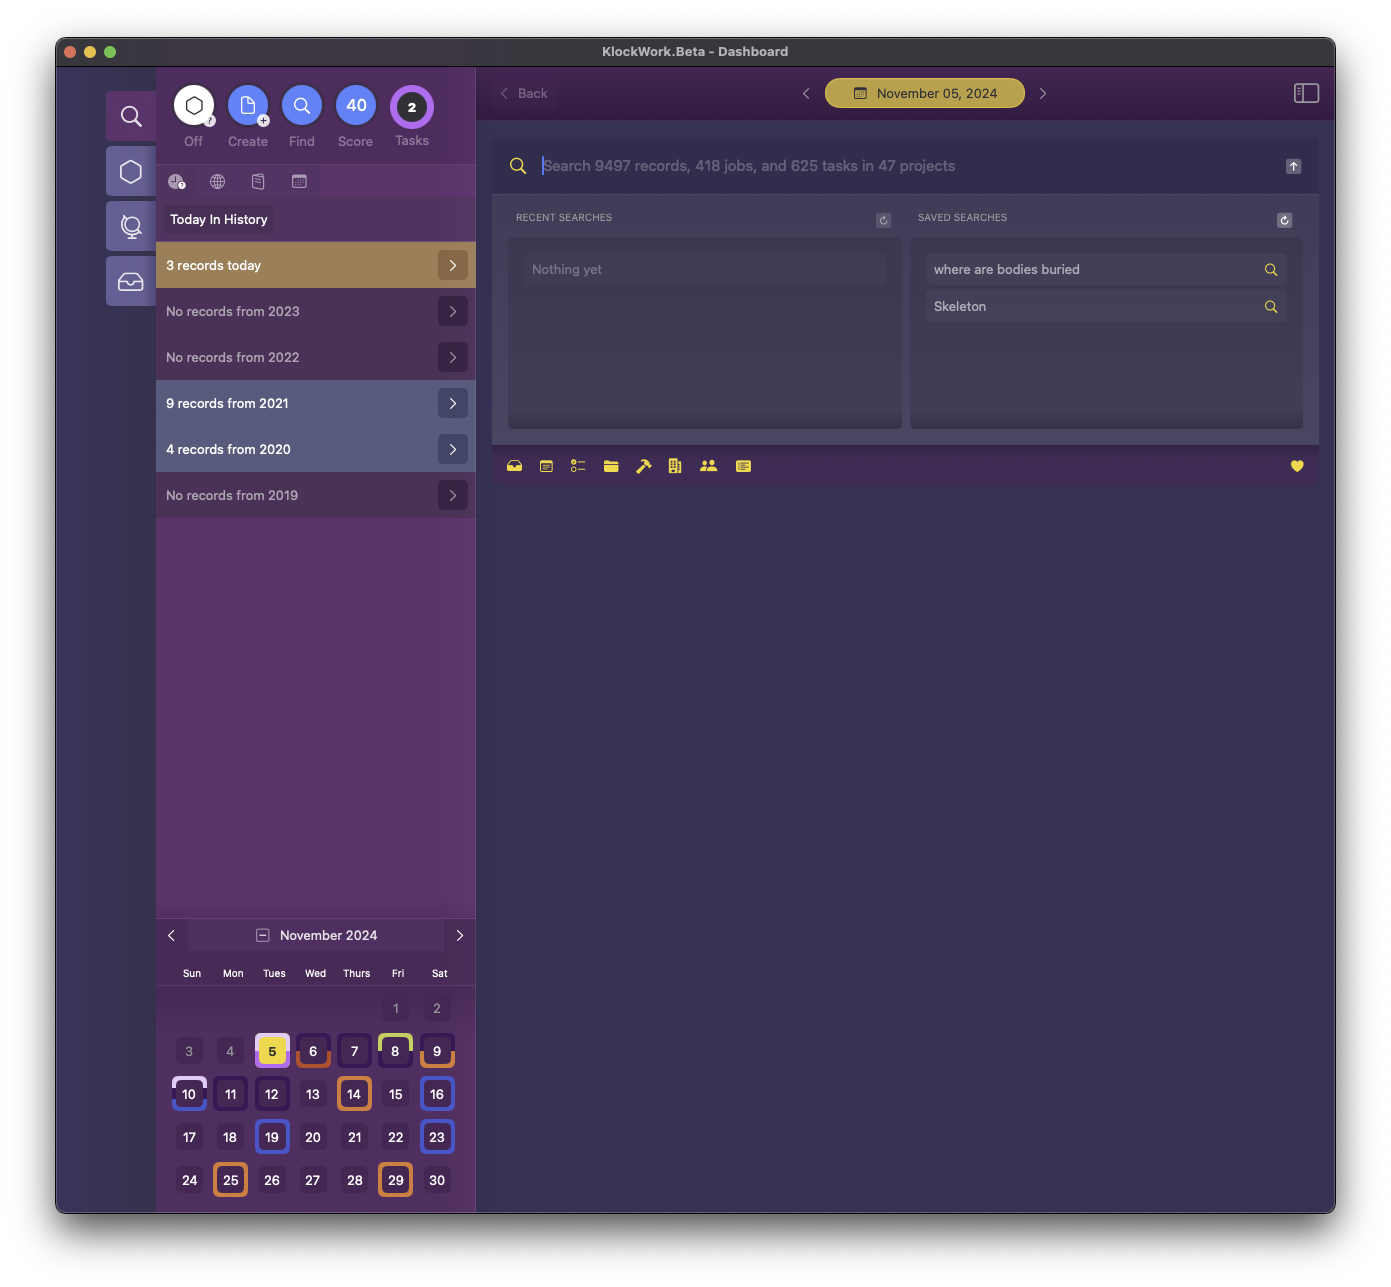 KlockWork.Beta - Dashboard
40
2
?
+
Off
Create
Find
Score
Tasks
?
Today In History
3 records today
No records from 2023
No records from 2022
9 records from 2021
4 records from 2020
No records from 2019
November 2024
Sun Mon Tues Wed Thurs Fri Sat
1 2
3 4 5 6 7 8 9
10 11 12 13 14 15 16
17 18 19 20 21 22 23
24 25 26 27 28 29 30
Back
November 05, 2024
Search 9497 records, 418 jobs, and 625 tasks in 47 projects
RECENT SEARCHES
Nothing yet
SAVED SEARCHES
where are bodies buried
Skeleton